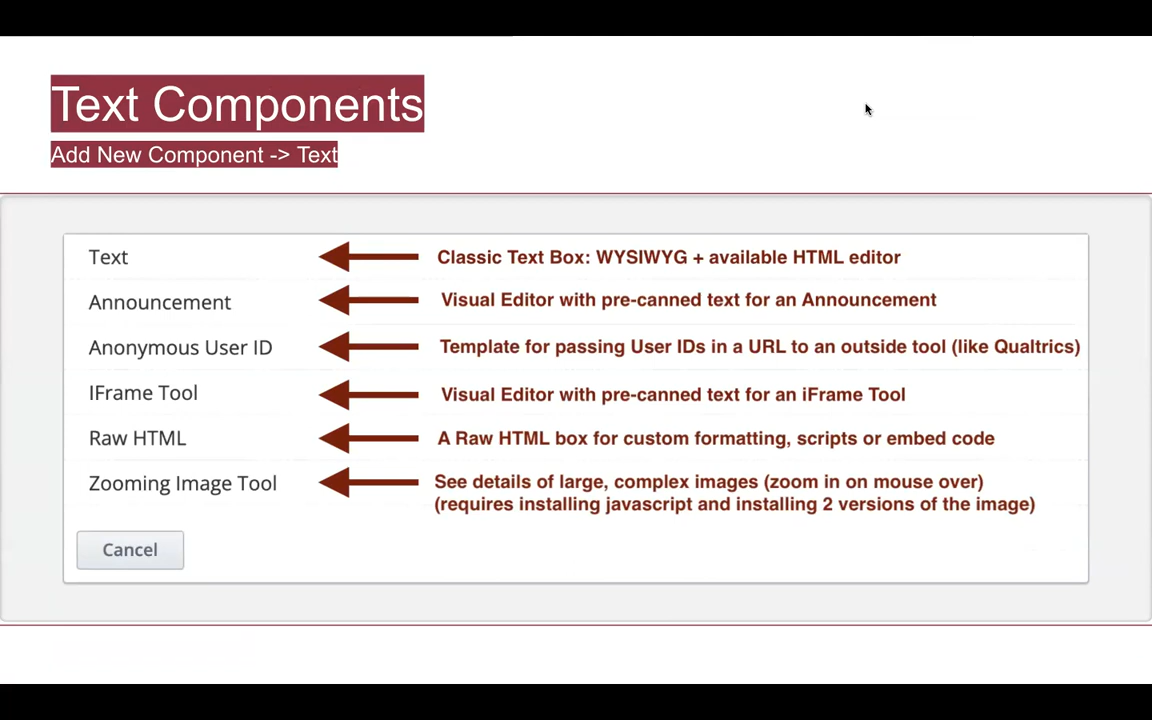 Text Components
Add New Component -> Text
Text
Classic Text Box: WYSIWYG + available HTML editor
Announcement
Visual Editor with pre-canned text for an Announcement
Anonymous User ID
Template for passing User IDs in a URL to an outside tool (like Qualtrics)
IFrame Tool
Visual Editor with pre-canned text for an iFrame Tool
Raw HTML
A Raw HTML box for custom formatting, scripts or embed code
Zooming Image Tool
See details of large, complex images (zoom in on mouse over)
(requires installing javascript and installing 2 versions of the image)
Cancel